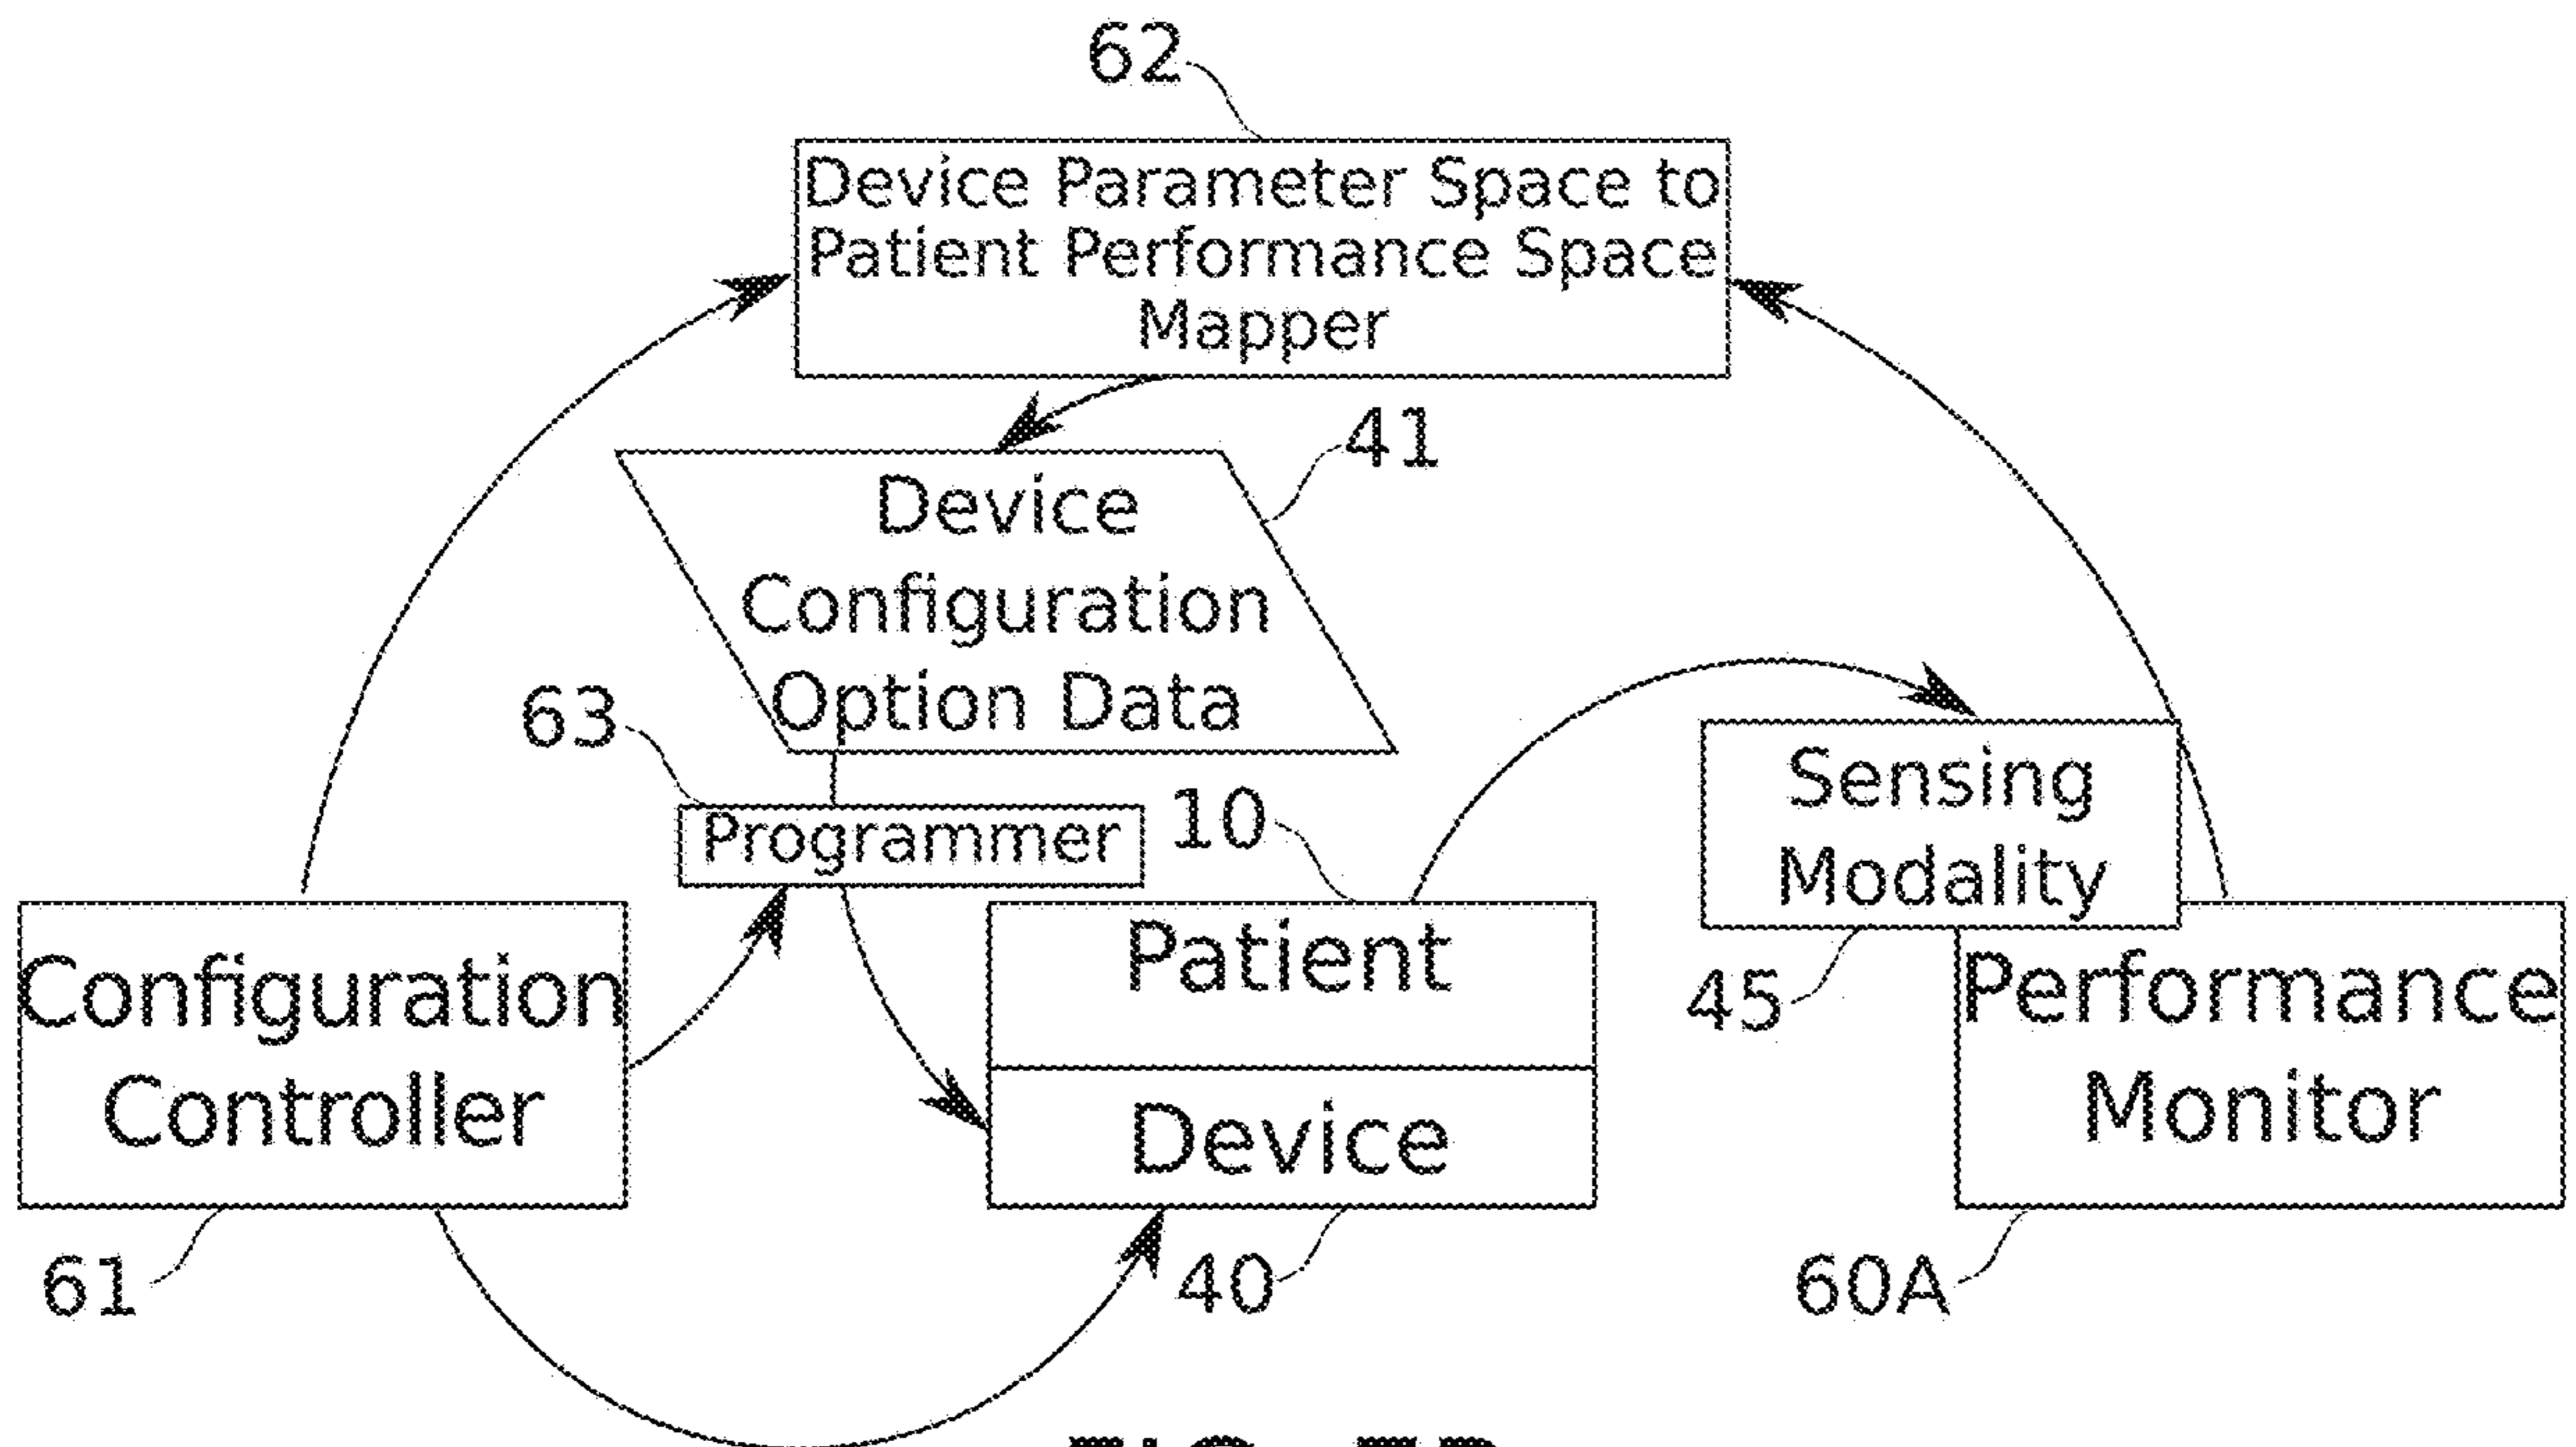 62
Device Parameter Space to
Patient Performance Space
Mapper
41
Device
Configuration
Option Data
63
Programmer
10
Sensing
Modality
Configuration
Controller
Patient
Device
45
Performance
Monitor
61
40
60A